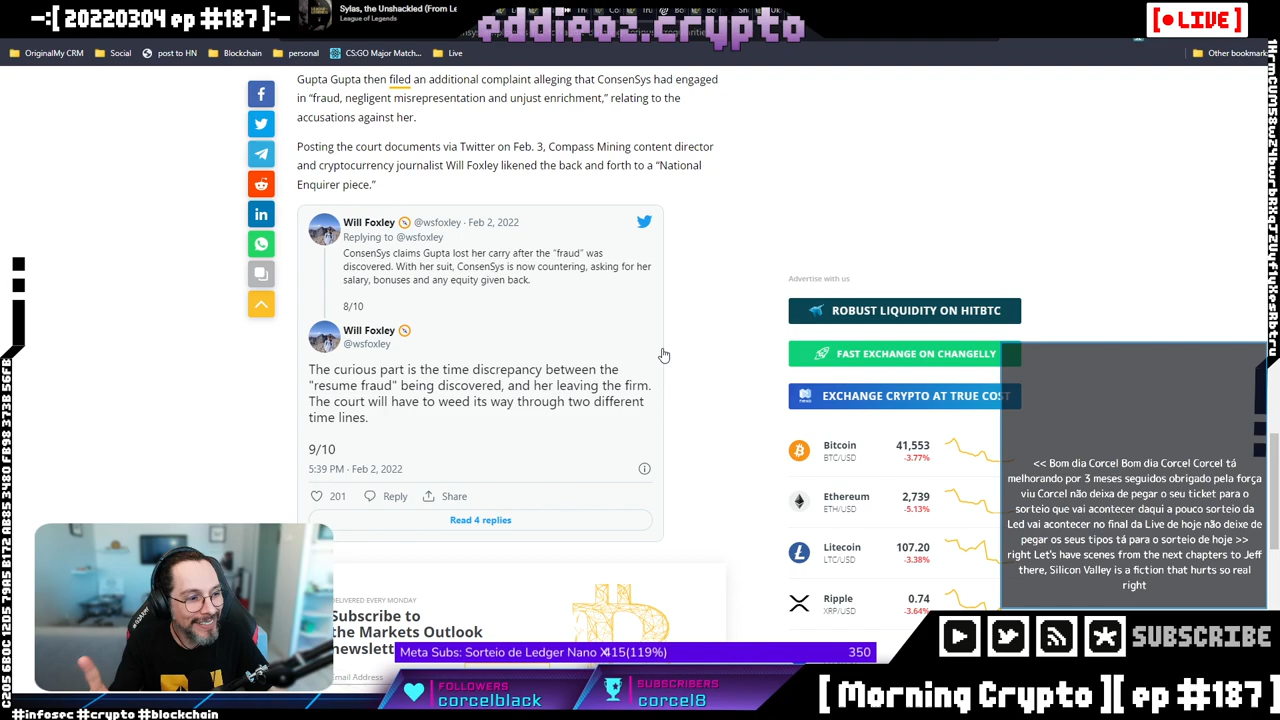 -:[ 20220304 ep #187 ]:-
Sylas, the Unshackled (From Le
League of Legends
eddieoz.crypto
[ LIVE ]
OriginalMy CRM
Social
post to HN
Blockchain
personal
CS:GO Major Match...
Live
Other bookmark
Gupta Gupta then filed an additional complaint alleging that ConsenSys had engaged
in “fraud, negligent misrepresentation and unjust enrichment,” relating to the
accusations against her.
Posting the court documents via Twitter on Feb. 3, Compass Mining content director
and cryptocurrency journalist Will Foxley likened the back and forth to a “National
Enquirer piece.”
Will Foxley @wsfoxley · Feb 2, 2022
Replying to @wsfoxley
ConsenSys claims Gupta lost her carry after the "fraud" was
discovered. With her suit, ConsenSys is now countering, asking for her
salary, bonuses and any equity given back.
8/10
Will Foxley
@wsfoxley
The curious part is the time discrepancy between the
"resume fraud" being discovered, and her leaving the firm.
The court will have to weed its way through two different
time lines.
9/10
5:39 PM · Feb 2, 2022
201 Reply Share
Read 4 replies
Advertise with us
ROBUST LIQUIDITY ON HITBTC
FAST EXCHANGE ON CHANGELLY
nexo EXCHANGE CRYPTO AT TRUE COST
Bitcoin 41,553
BTC/USD -3.77%
Ethereum 2,739
ETH/USD -5.13%
Litecoin 107.20
LTC/USD -3.38%
Ripple 0.74
XRP/USD -3.64%
<< Bom dia Corcel Bom dia Corcel Corcel tá
melhorando por 3 meses seguidos obrigado pela força
viu Corcel não deixa de pegar o seu ticket para o
sorteio que vai acontecer daqui a pouco sorteio da
Led vai acontecer no final da Live de hoje não deixe de
pegar os seus tipos tá para o sorteio de hoje >>
right Let's have scenes from the next chapters to Jeff
there, Silicon Valley is a fiction that hurts so real
right
DELIVERED EVERY MONDAY
Subscribe to
the Markets Outlook
newslett
Email Address
Meta Subs: Sorteio de Ledger Nano X 415(119%) 350
FOLLOWERS
corcelblack
SUBSCRIBERS
corcel8
SUBSCRIBE
[ Morning Crypto ][ ep #187 ]
#infosec #crypto #blockchain